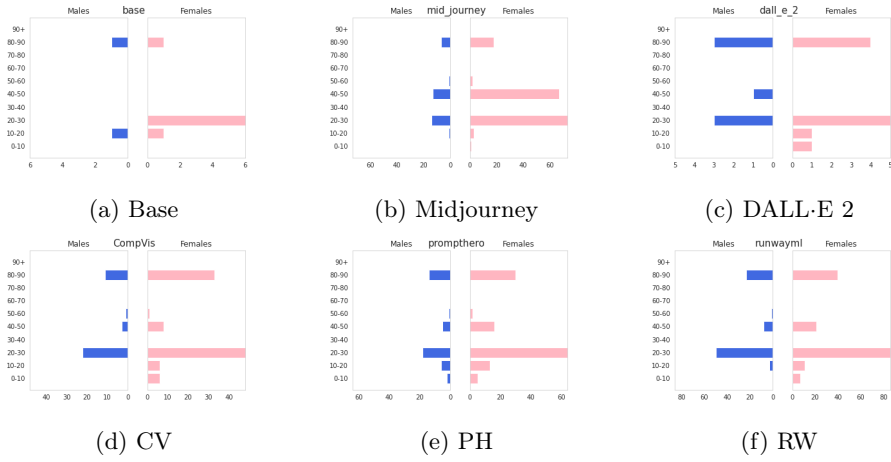 base
Males Females
90+
80-90
70-80
60-70
50-60
40-50
30-40
20-30
10-20
0-10
6 4 2 0 0 2 4 6
(a) Base
mid_journey
Males Females
90+
80-90
70-80
60-70
50-60
40-50
30-40
20-30
10-20
0-10
60 40 20 0 0 20 40 60
(b) Midjourney
dall_e_2
Males Females
90+
80-90
70-80
60-70
50-60
40-50
30-40
20-30
10-20
0-10
5 4 3 2 1 0 0 1 2 3 4 5
(c) DALL·E 2
CompVis
Males Females
90+
80-90
70-80
60-70
50-60
40-50
30-40
20-30
10-20
0-10
40 30 20 10 0 0 10 20 30 40
(d) CV
prompthero
Males Females
90+
80-90
70-80
60-70
50-60
40-50
30-40
20-30
10-20
0-10
60 40 20 0 0 20 40 60
(e) PH
runwayml
Males Females
90+
80-90
70-80
60-70
50-60
40-50
30-40
20-30
10-20
0-10
80 60 40 20 0 0 20 40 60 80
(f) RW